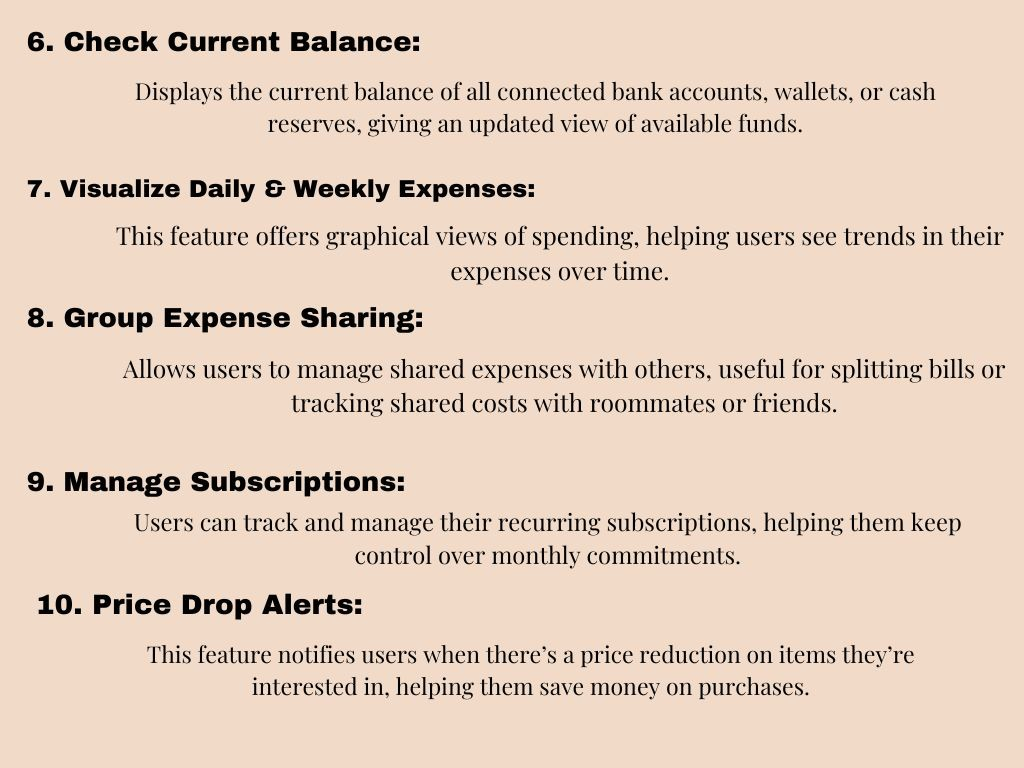 6. Check Current Balance:
Displays the current balance of all connected bank accounts, wallets, or cash
reserves, giving an updated view of available funds.
7. Visualize Daily & Weekly Expenses:
This feature offers graphical views of spending, helping users see trends in their
expenses over time.
8. Group Expense Sharing:
Allows users to manage shared expenses with others, useful for splitting bills or
tracking shared costs with roommates or friends.
9. Manage Subscriptions:
Users can track and manage their recurring subscriptions, helping them keep
control over monthly commitments.
10. Price Drop Alerts:
This feature notifies users when there’s a price reduction on items they’re
interested in, helping them save money on purchases.